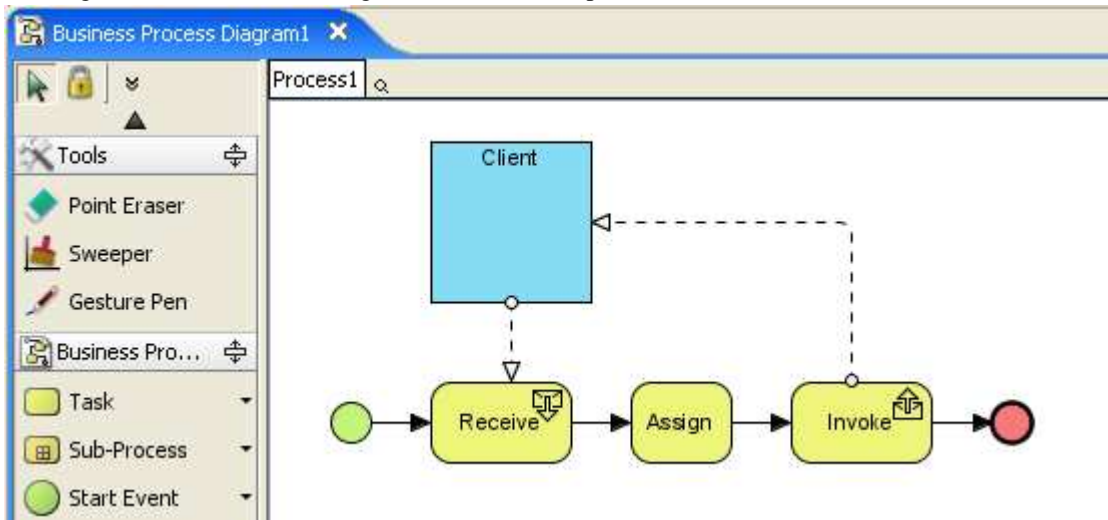 Business Process Diagram1
Process1
Tools
Point Eraser
Sweeper
Gesture Pen
Business Pro...
Task
Sub-Process
Start Event
Client
Receive
Assign
Invoke